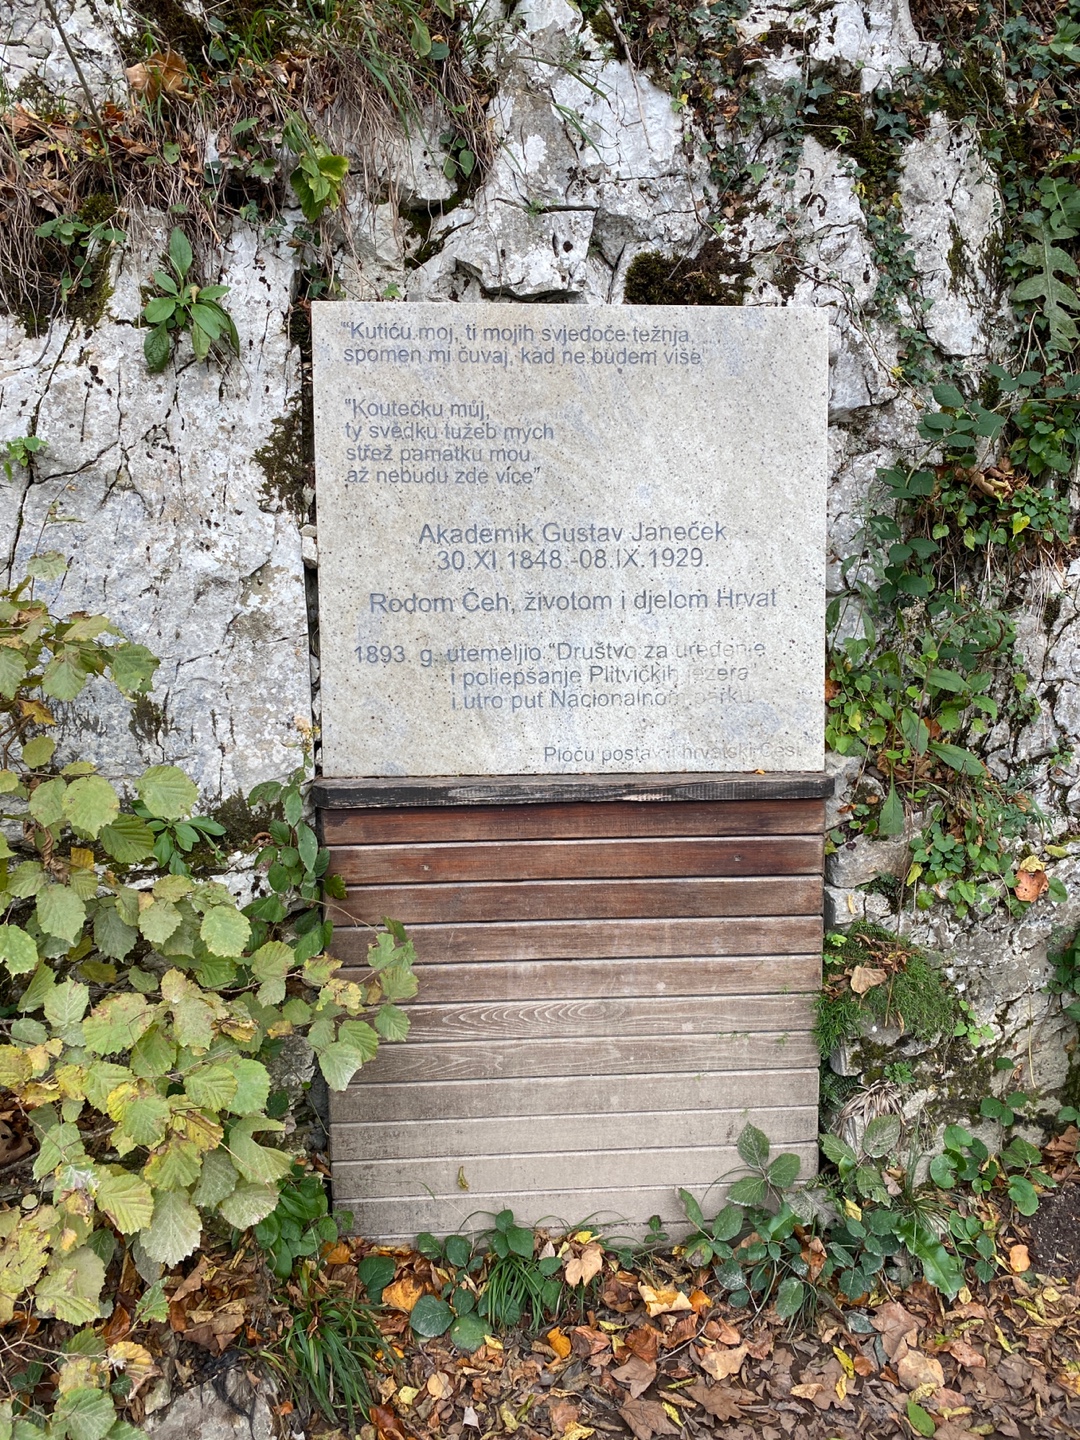 “Kutiću moj, ti mojih svjedoče težnja
spomen mi čuvaj, kad ne budem više”
“Koutečku můj,
ty svědku tužeb mých
střež památku mou
až nebudu zde více”
Akademik Gustav Janeček
30.XI.1848.-08.IX.1929.
Rodom Čeh, životom i djelom Hrvat
1893. g. utemeljio “Društvo za uređenje
i poljepšanje Plitvičkih jezera
i utro put Nacionalnom parku
Ploču postavili hrvatski Česi